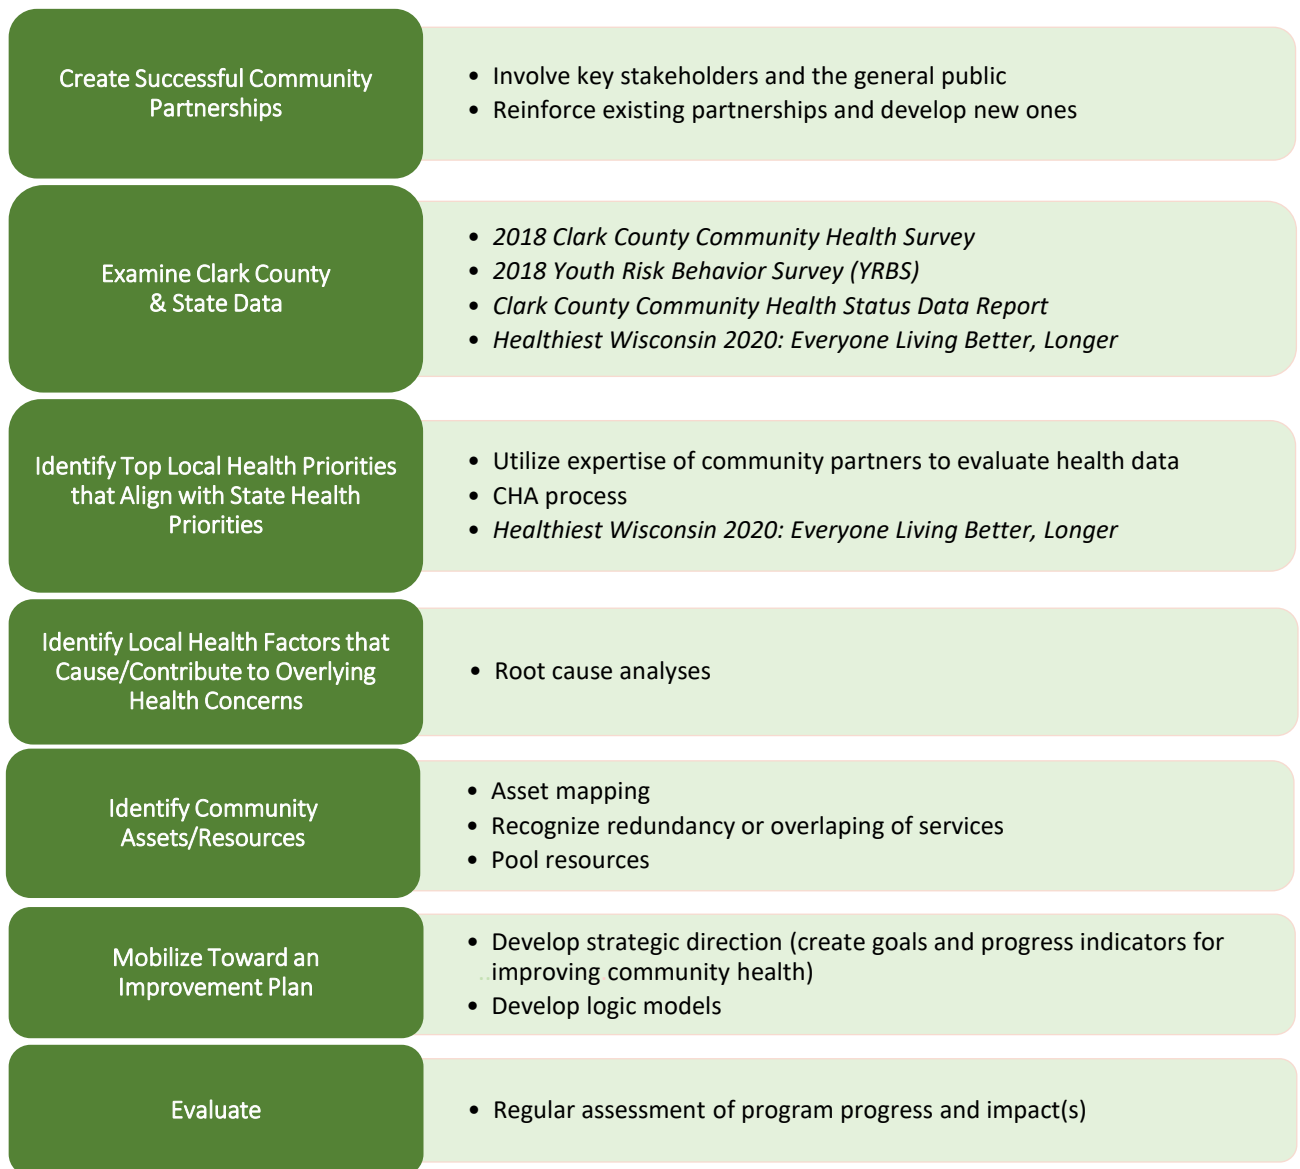 Create Successful Community
Partnerships
• Involve key stakeholders and the general public
• Reinforce existing partnerships and develop new ones
Examine Clark County
& State Data
• 2018 Clark County Community Health Survey
• 2018 Youth Risk Behavior Survey (YRBS)
• Clark County Community Health Status Data Report
• Healthiest Wisconsin 2020: Everyone Living Better, Longer
Identify Top Local Health Priorities
that Align with State Health
Priorities
• Utilize expertise of community partners to evaluate health data
• CHA process
• Healthiest Wisconsin 2020: Everyone Living Better, Longer
Identify Local Health Factors that
Cause/Contribute to Overlying
Health Concerns
• Root cause analyses
Identify Community
Assets/Resources
• Asset mapping
• Recognize redundancy or overlaping of services
• Pool resources
Mobilize Toward an
Improvement Plan
• Develop strategic direction (create goals and progress indicators for
..improving community health)
• Develop logic models
Evaluate
• Regular assessment of program progress and impact(s)